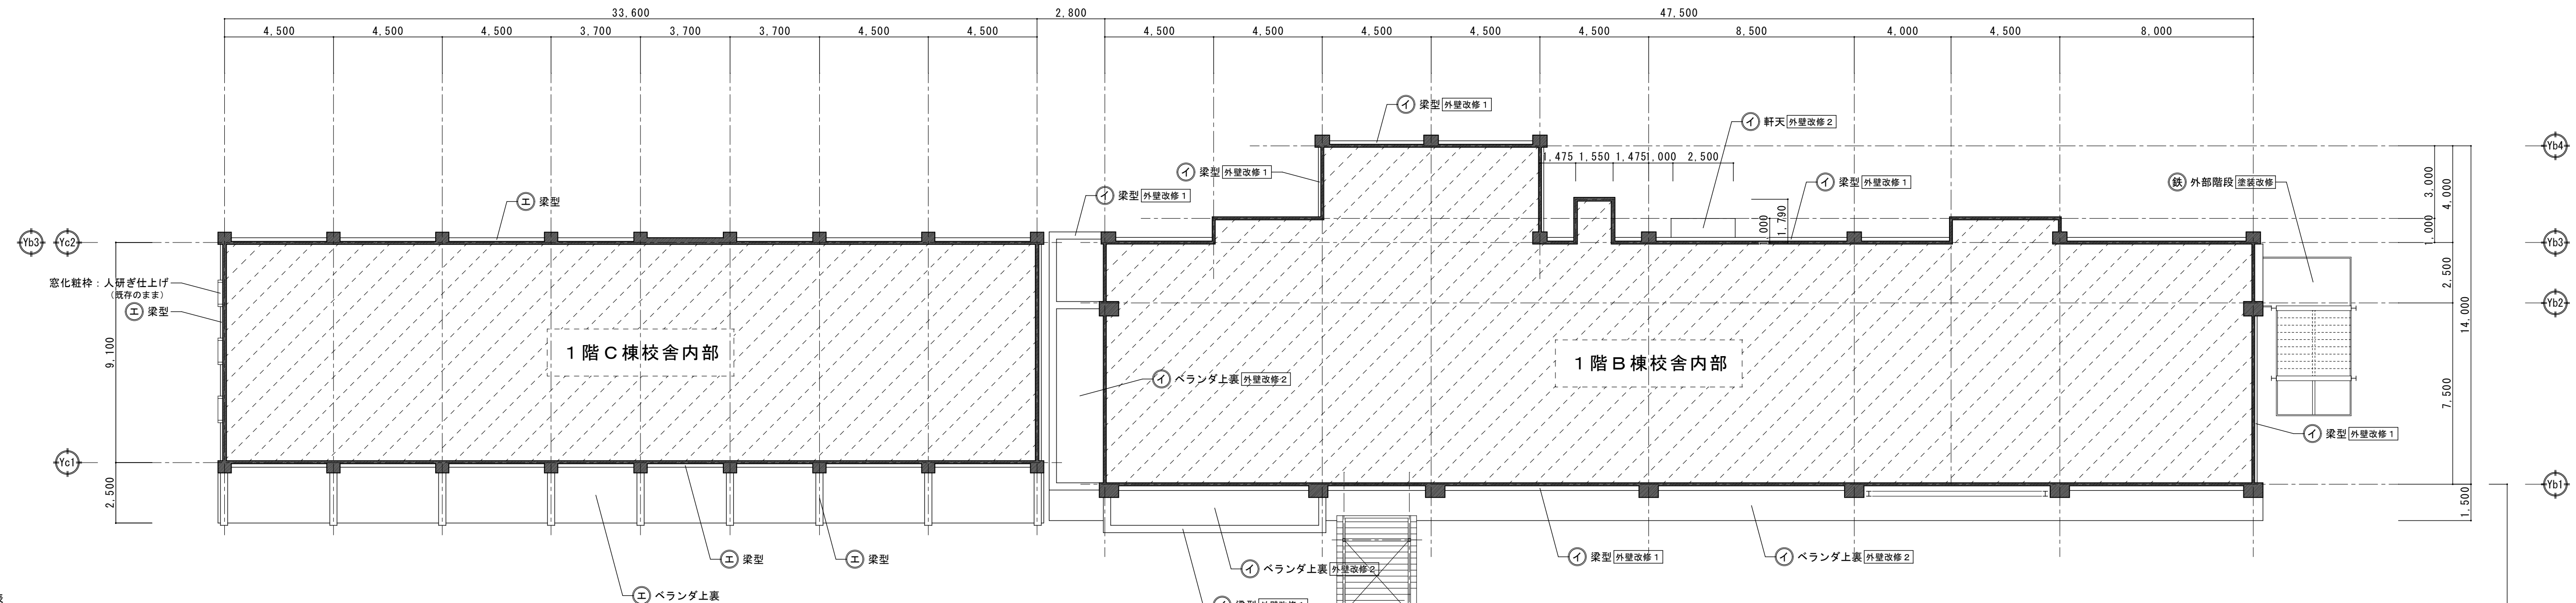 33,600
2,800
47,500
4,500
4,500
4,500
3,700
3,700
3,700
4,500
4,500
4,500
4,500
4,500
4,500
4,500
8,500
4,000
4,500
8,000
イ 梁型 外壁改修1
イ 軒天 外壁改修2
Yb4
1,475
1,550
1,475
1,000
2,500
イ 梁型 外壁改修1
イ 梁型 外壁改修1
鉄 外部階段 塗装改修
イ 梁型 外壁改修1
エ 梁型
3,000
4,000
1,790
1,000
Yb3
Yc2
Yb3
窓化粧枠：人研ぎ仕上げ
（既存のまま）
エ 梁型
2,500
Yb2
14,000
9,100
1階C棟校舎内部
1階B棟校舎内部
イ ベランダ上裏 外壁改修2
7,500
イ 梁型 外壁改修1
Yc1
Yb1
2,500
1,500
エ 梁型
エ 梁型
イ ベランダ上裏 外壁改修2
イ 梁型 外壁改修1
イ ベランダ上裏 外壁改修2
エ ベランダ上裏